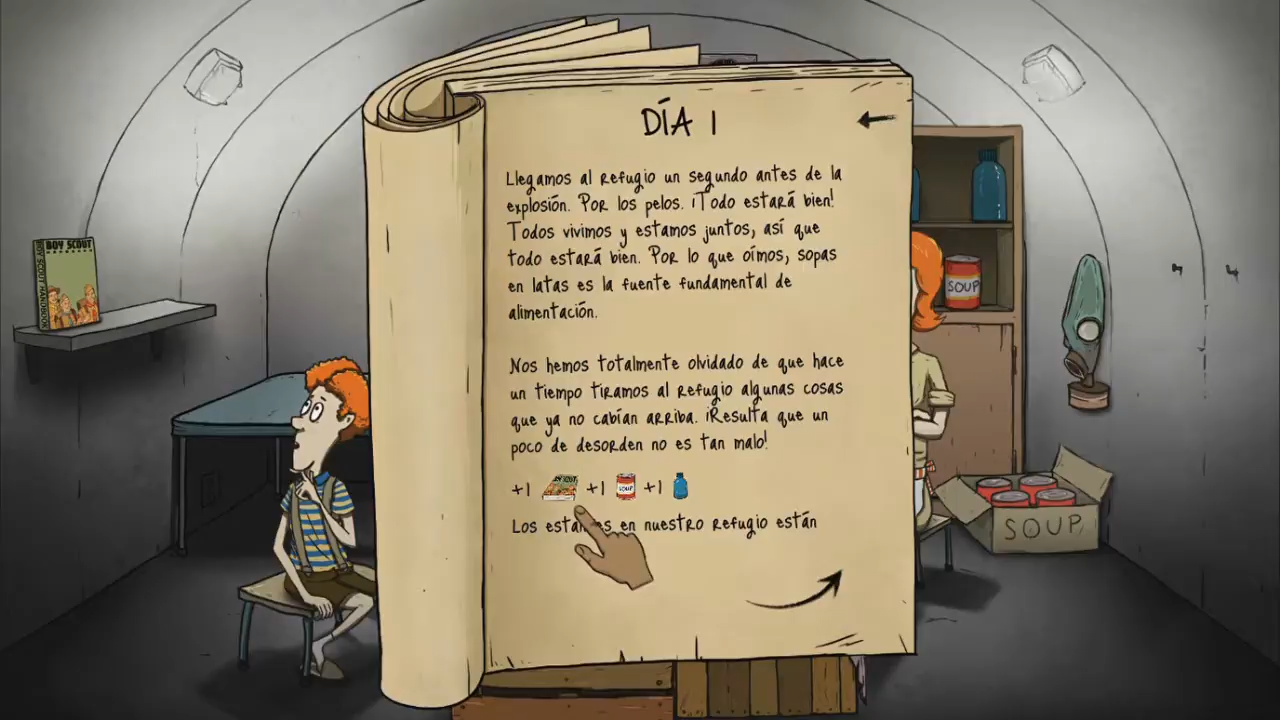 BOY SCOUT
BOY SCOUT HANDBOOK
DÍA 1
Llegamos al refugio un segundo antes de la
explosión. Por los pelos. ¡Todo estará bien!
Todos vivimos y estamos juntos, así que
todo estará bien. Por lo que oímos, sopas
en latas es la fuente fundamental de
alimentación.
Nos hemos totalmente olvidado de que hace
un tiempo tiramos al refugio algunas cosas
que ya no cabían arriba. ¡Resulta que un
poco de desorden no es tan malo!
+1 +1 SOUP +1
Los en nuestro refugio están
SOUP
SOUP